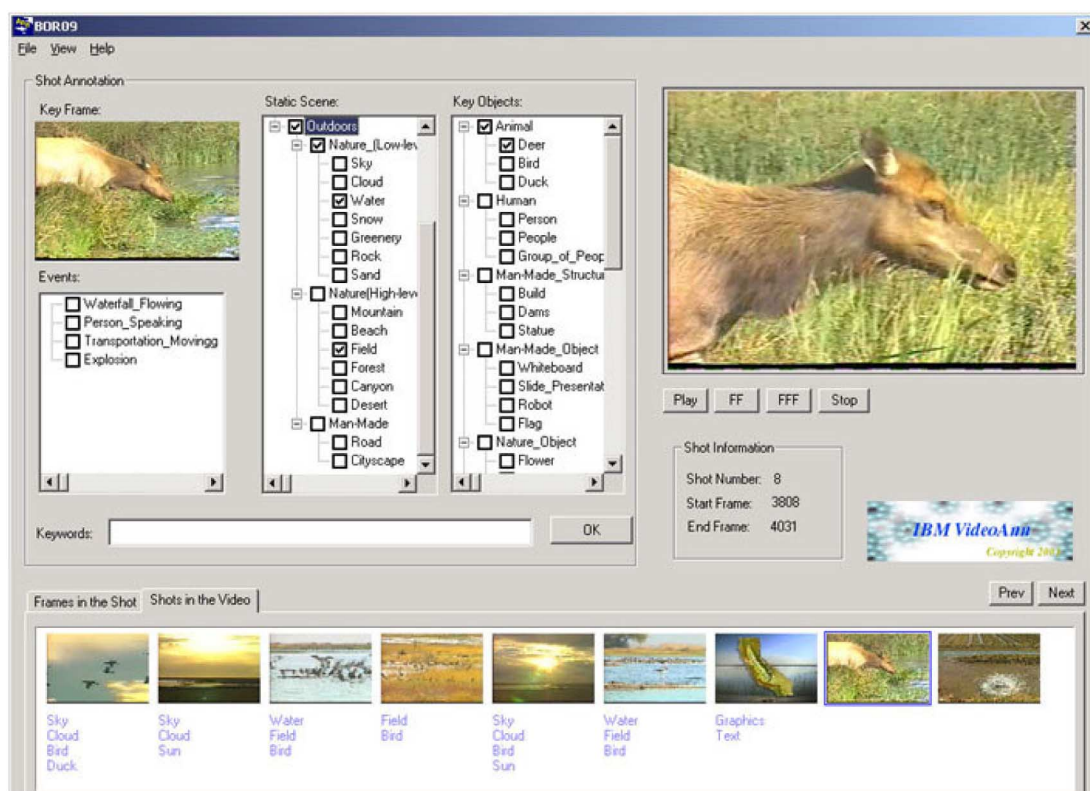 BOR09
File View Help
Shot Annotation
Key Frame:
Events:
Waterfall_Flowing
Person_Speaking
Transportation_Movingg
Explosion
Static Scene:
Outdoors
Nature_(Low-lev
Sky
Cloud
Water
Snow
Greenery
Rock
Sand
Nature(High-leve
Mountain
Beach
Field
Forest
Canyon
Desert
Man-Made
Road
Cityscape
Key Objects:
Animal
Deer
Bird
Duck
Human
Person
People
Group_of_Peop
Man-Made_Structu
Build
Dams
Statue
Man-Made_Object
Whiteboard
Slide_Presentat
Robot
Flag
Nature_Object
Flower
Keywords:
OK
Play FF FFF Stop
Shot Information
Shot Number: 8
Start Frame: 3808
End Frame: 4031
IBM VideoAnn
Copyright
Prev Next
Frames in the Shot Shots in the Video
Sky
Cloud
Bird
Duck
Sky
Cloud
Sun
Water
Field
Bird
Field
Bird
Sky
Cloud
Bird
Sun
Water
Field
Bird
Graphics
Text